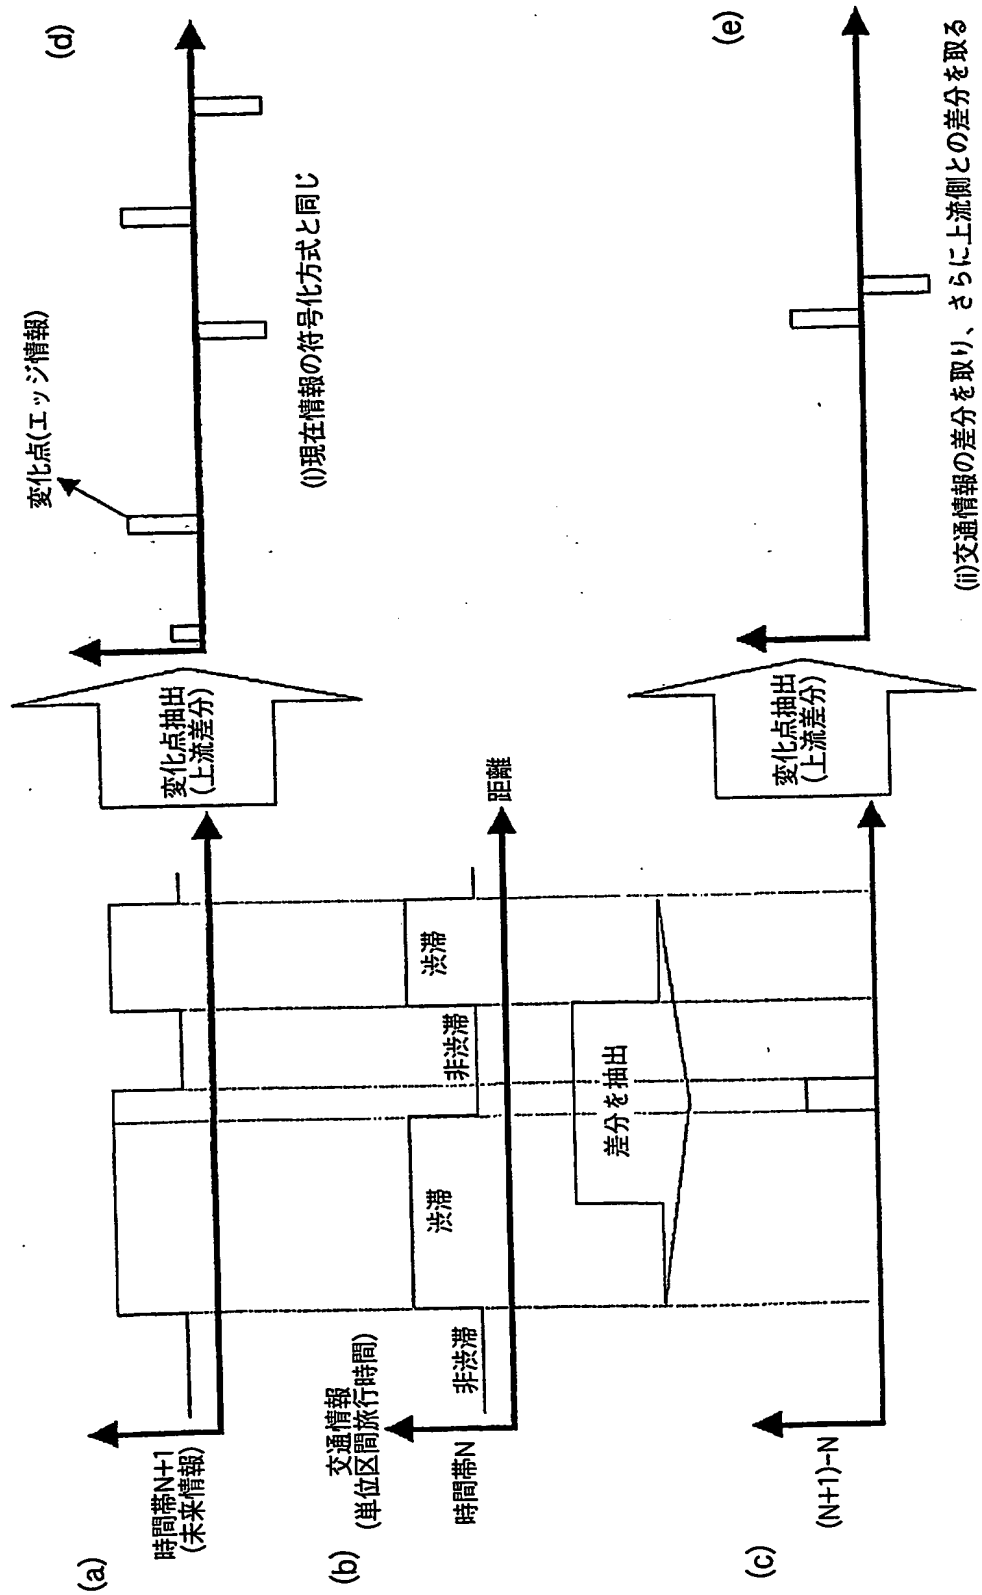 (a)
時間帯N+1
(未来情報)
変化点抽出
(上流差分)
変化点(エッジ情報)
(d)
(i)現在情報の符号化方式と同じ
(b)
交通情報
(単位区間旅行時間)
時間帯N
非渋滞
渋滞
非渋滞
渋滞
距離
差分を抽出
(c)
(N+1)-N
変化点抽出
(上流差分)
(e)
(ii)交通情報の差分を取り、さらに上流側との差分を取る